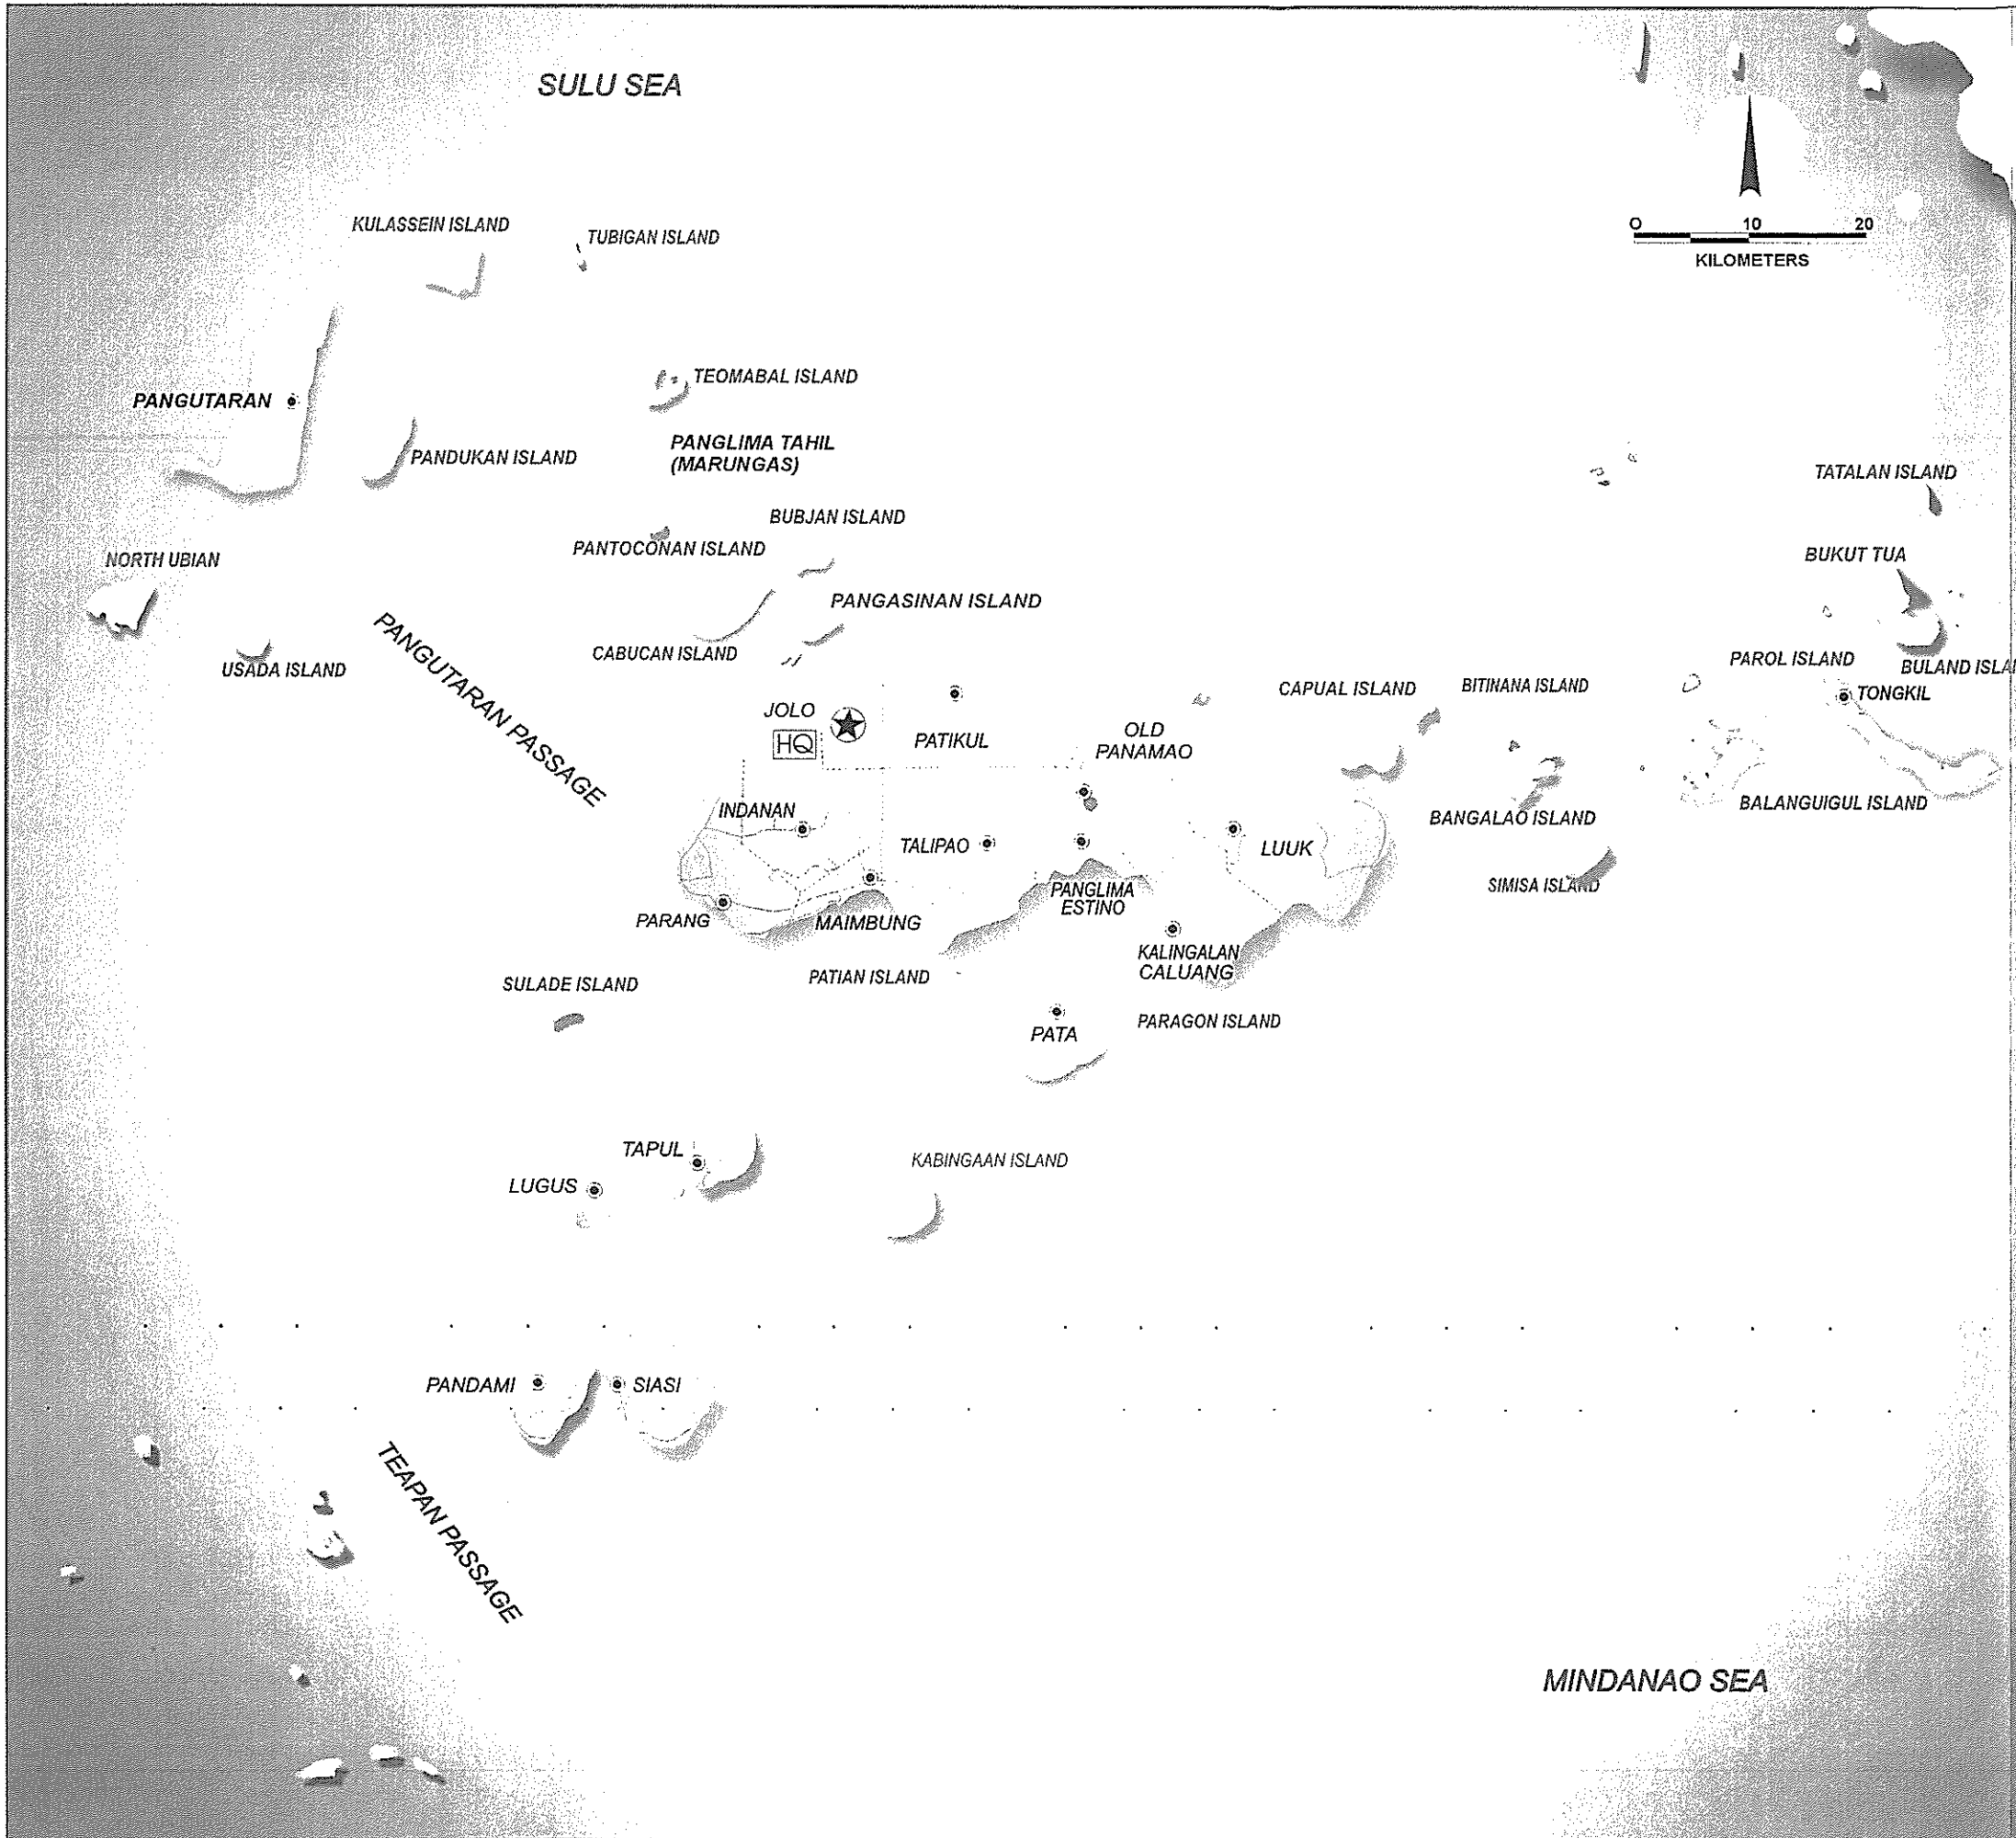 SULU SEA
KULASSEIN ISLAND
TUBIGAN ISLAND
0 10 20
KILOMETERS
TEOMABAL ISLAND
PANGUTARAN
PANDUKAN ISLAND
PANGLIMA TAHIL
(MARUNGAS)
TATALAN ISLAND
BUBJAN ISLAND
PANTOCONAN ISLAND
NORTH UBIAN
BUKUT TUA
PANGASINAN ISLAND
PANGUTARAN PASSAGE
CABUCAN ISLAND
USADA ISLAND
PAROL ISLAND
BULAND ISLA
CAPUAL ISLAND
BITINANA ISLAND
TONGKIL
JOLO
HQ
PATIKUL
OLD
PANAMAO
INDANAN
BALANGUIGUL ISLAND
BANGALAO ISLAND
TALIPAO
LUUK
SIMISA ISLAND
PANGLIMA
ESTINO
PARANG
MAIMBUNG
KALINGALAN
CALUANG
PATIAN ISLAND
SULADE ISLAND
PATA
PARAGON ISLAND
TAPUL
KABINGAAN ISLAND
LUGUS
PANDAMI
SIASI
TEAPAN PASSAGE
MINDANAO SEA